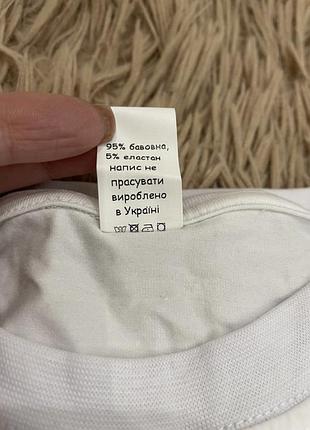 95% бавовна,
5% еластан
напис не
прасувати
вироблено
в Україні